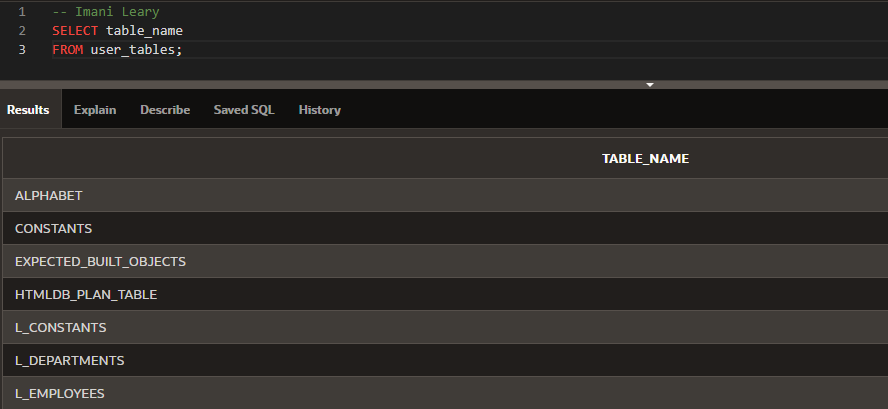 1 -- Imani Leary
2 SELECT table_name
3 FROM user_tables;
Results Explain Describe Saved SQL History
TABLE_NAME
ALPHABET
CONSTANTS
EXPECTED_BUILT_OBJECTS
HTMLDB_PLAN_TABLE
L_CONSTANTS
L_DEPARTMENTS
L_EMPLOYEES